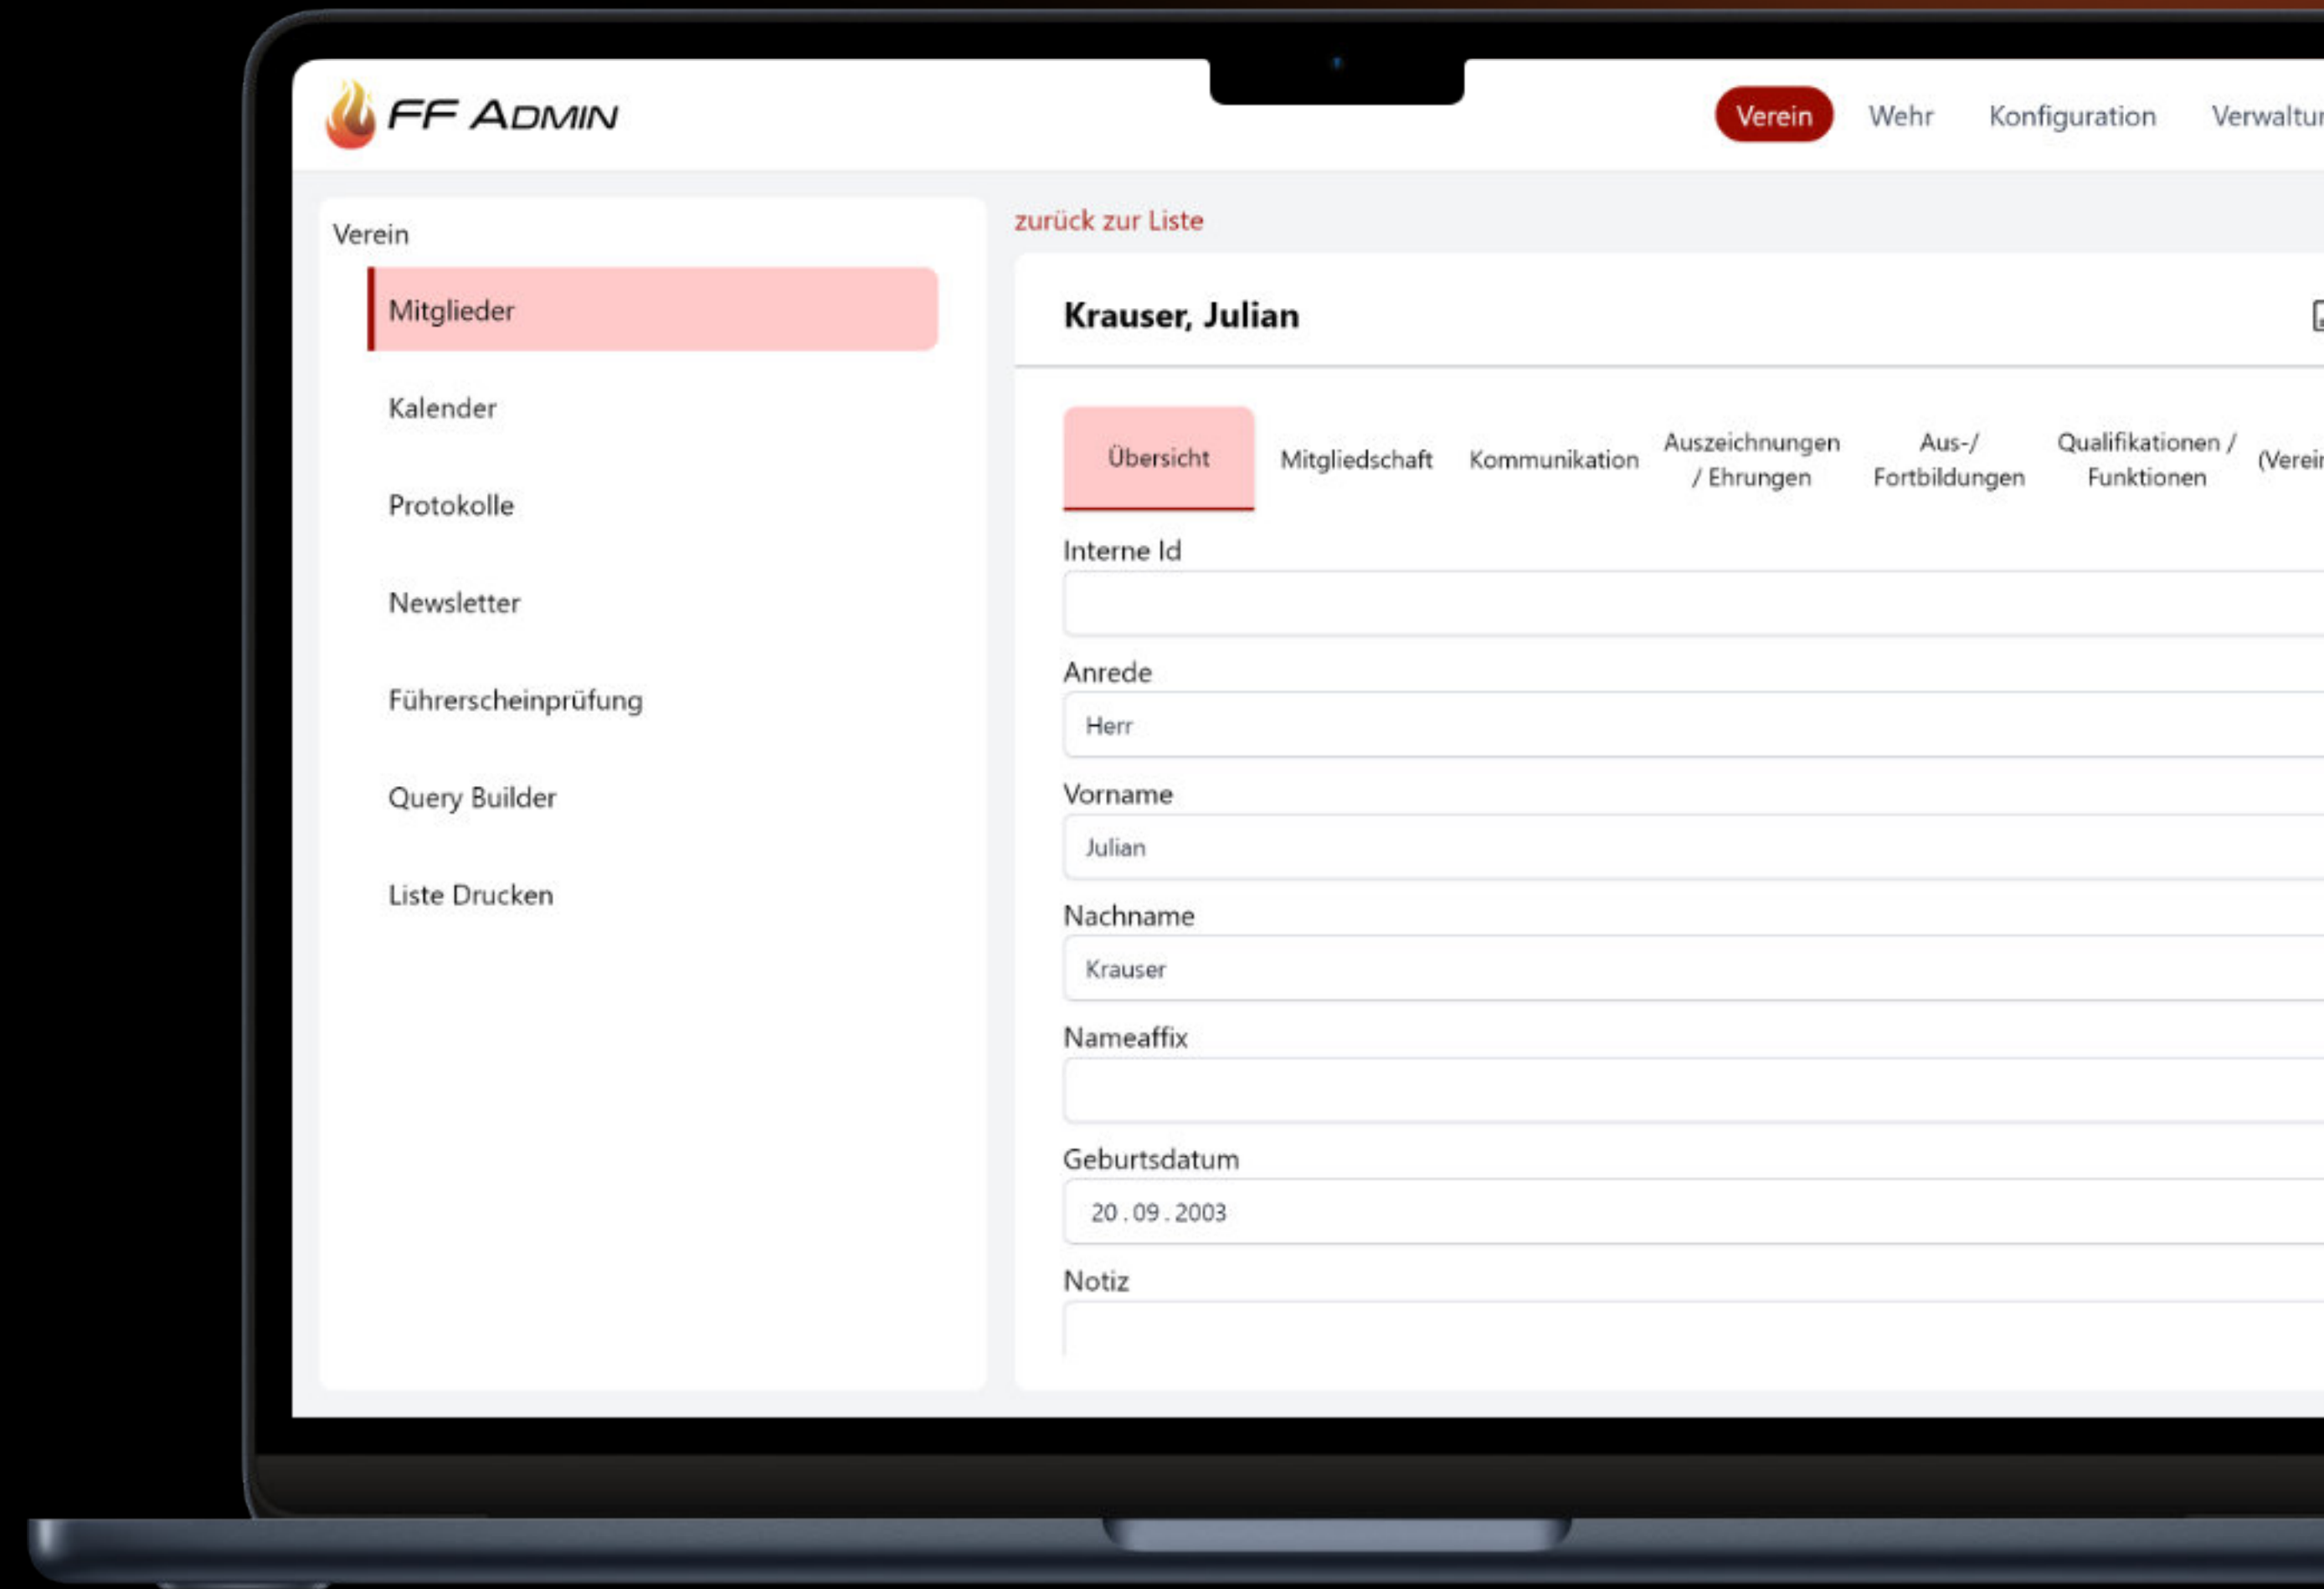 FF ADMIN
Verein
Wehr
Konfiguration
Verwaltun
Verein
Mitglieder
Kalender
Protokolle
Newsletter
Führerscheinprüfung
Query Builder
Liste Drucken
zurück zur Liste
Krauser, Julian
Übersicht
Mitgliedschaft
Kommunikation
Auszeichnungen
/ Ehrungen
Aus-/
Fortbildungen
Qualifikationen /
Funktionen
(Verein
Interne Id
Anrede
Herr
Vorname
Julian
Nachname
Krauser
Nameaffix
Geburtsdatum
20.09.2003
Notiz